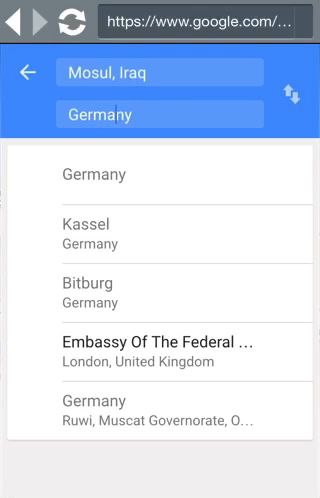 https://www.google.com/...
Mosul, Iraq
Germany
Germany
Kassel
Germany
Bitburg
Germany
Embassy Of The Federal ...
London, United Kingdom
Germany
Ruwi, Muscat Governorate, O...